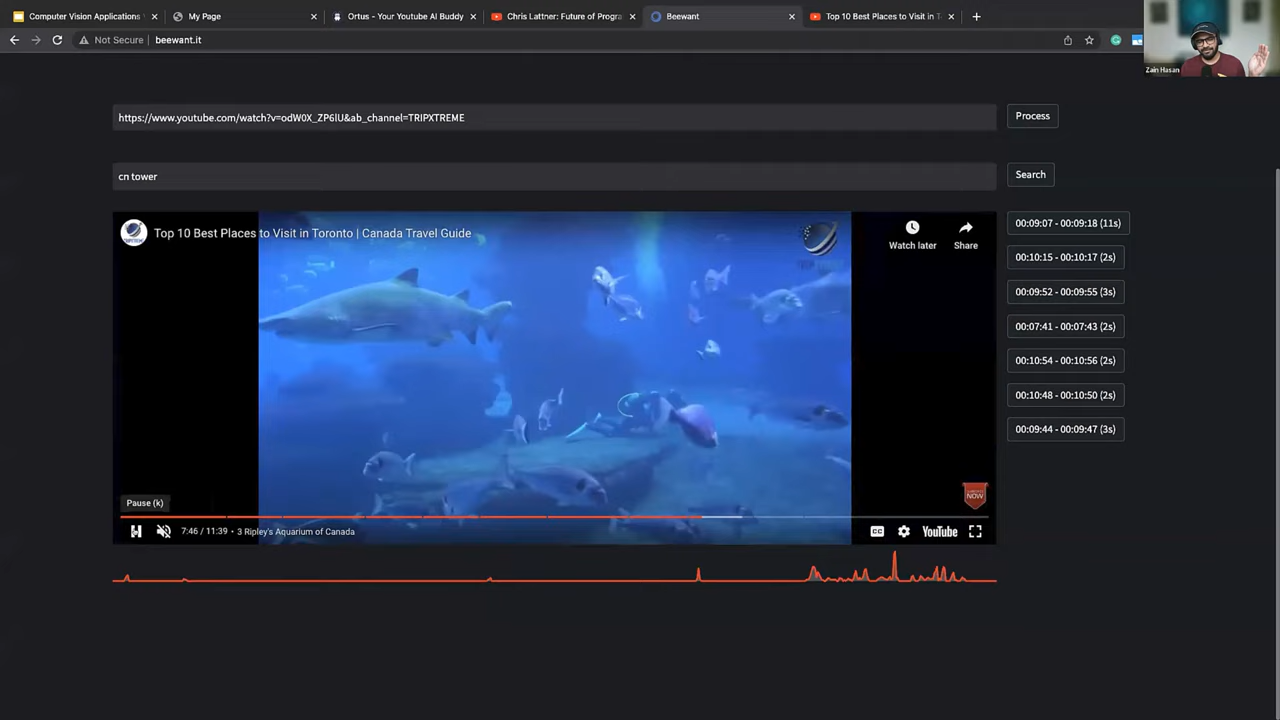 Computer Vision Applications
My Page
Ortus - Your Youtube AI Buddy
Chris Lattner: Future of Progra
Beewant
Top 10 Best Places to Visit in T
Not Secure
beewant.it
Zain Hasan
https://www.youtube.com/watch?v=odW0X_ZP6lU&ab_channel=TRIPXTREME
Process
cn tower
Search
Top 10 Best Places to Visit in Toronto | Canada Travel Guide
Watch later
Share
00:09:07 - 00:09:18 (11s)
00:10:15 - 00:10:17 (2s)
00:09:52 - 00:09:55 (3s)
00:07:41 - 00:07:43 (2s)
00:10:54 - 00:10:56 (2s)
00:10:48 - 00:10:50 (2s)
00:09:44 - 00:09:47 (3s)
Pause (k)
NOW
7:46 / 11:39 • 3 Ripley's Aquarium of Canada
CC
YouTube